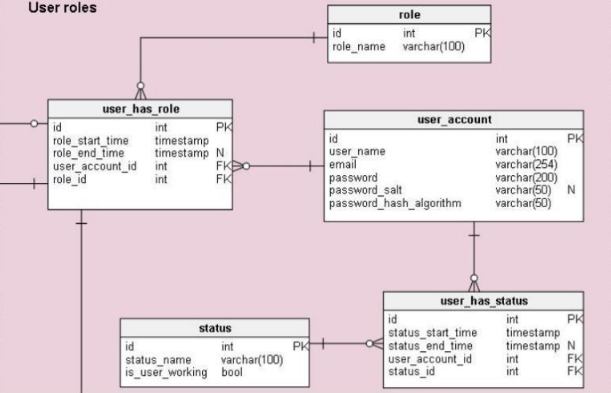 User roles
role
id int PK
role_name varchar(100)
user_has_role
id int PK
role_start_time timestamp
role_end_time timestamp N
user_account_id int FK
role_id int FK
user_account
id int PK
user_name varchar(100)
email varchar(254)
password varchar(200)
password_salt varchar(50) N
password_hash_algorithm varchar(50)
status
id int PK
status_name varchar(100)
is_user_working bool
user_has_status
id int PK
status_start_time timestamp
status_end_time timestamp N
user_account_id int FK
status_id int FK